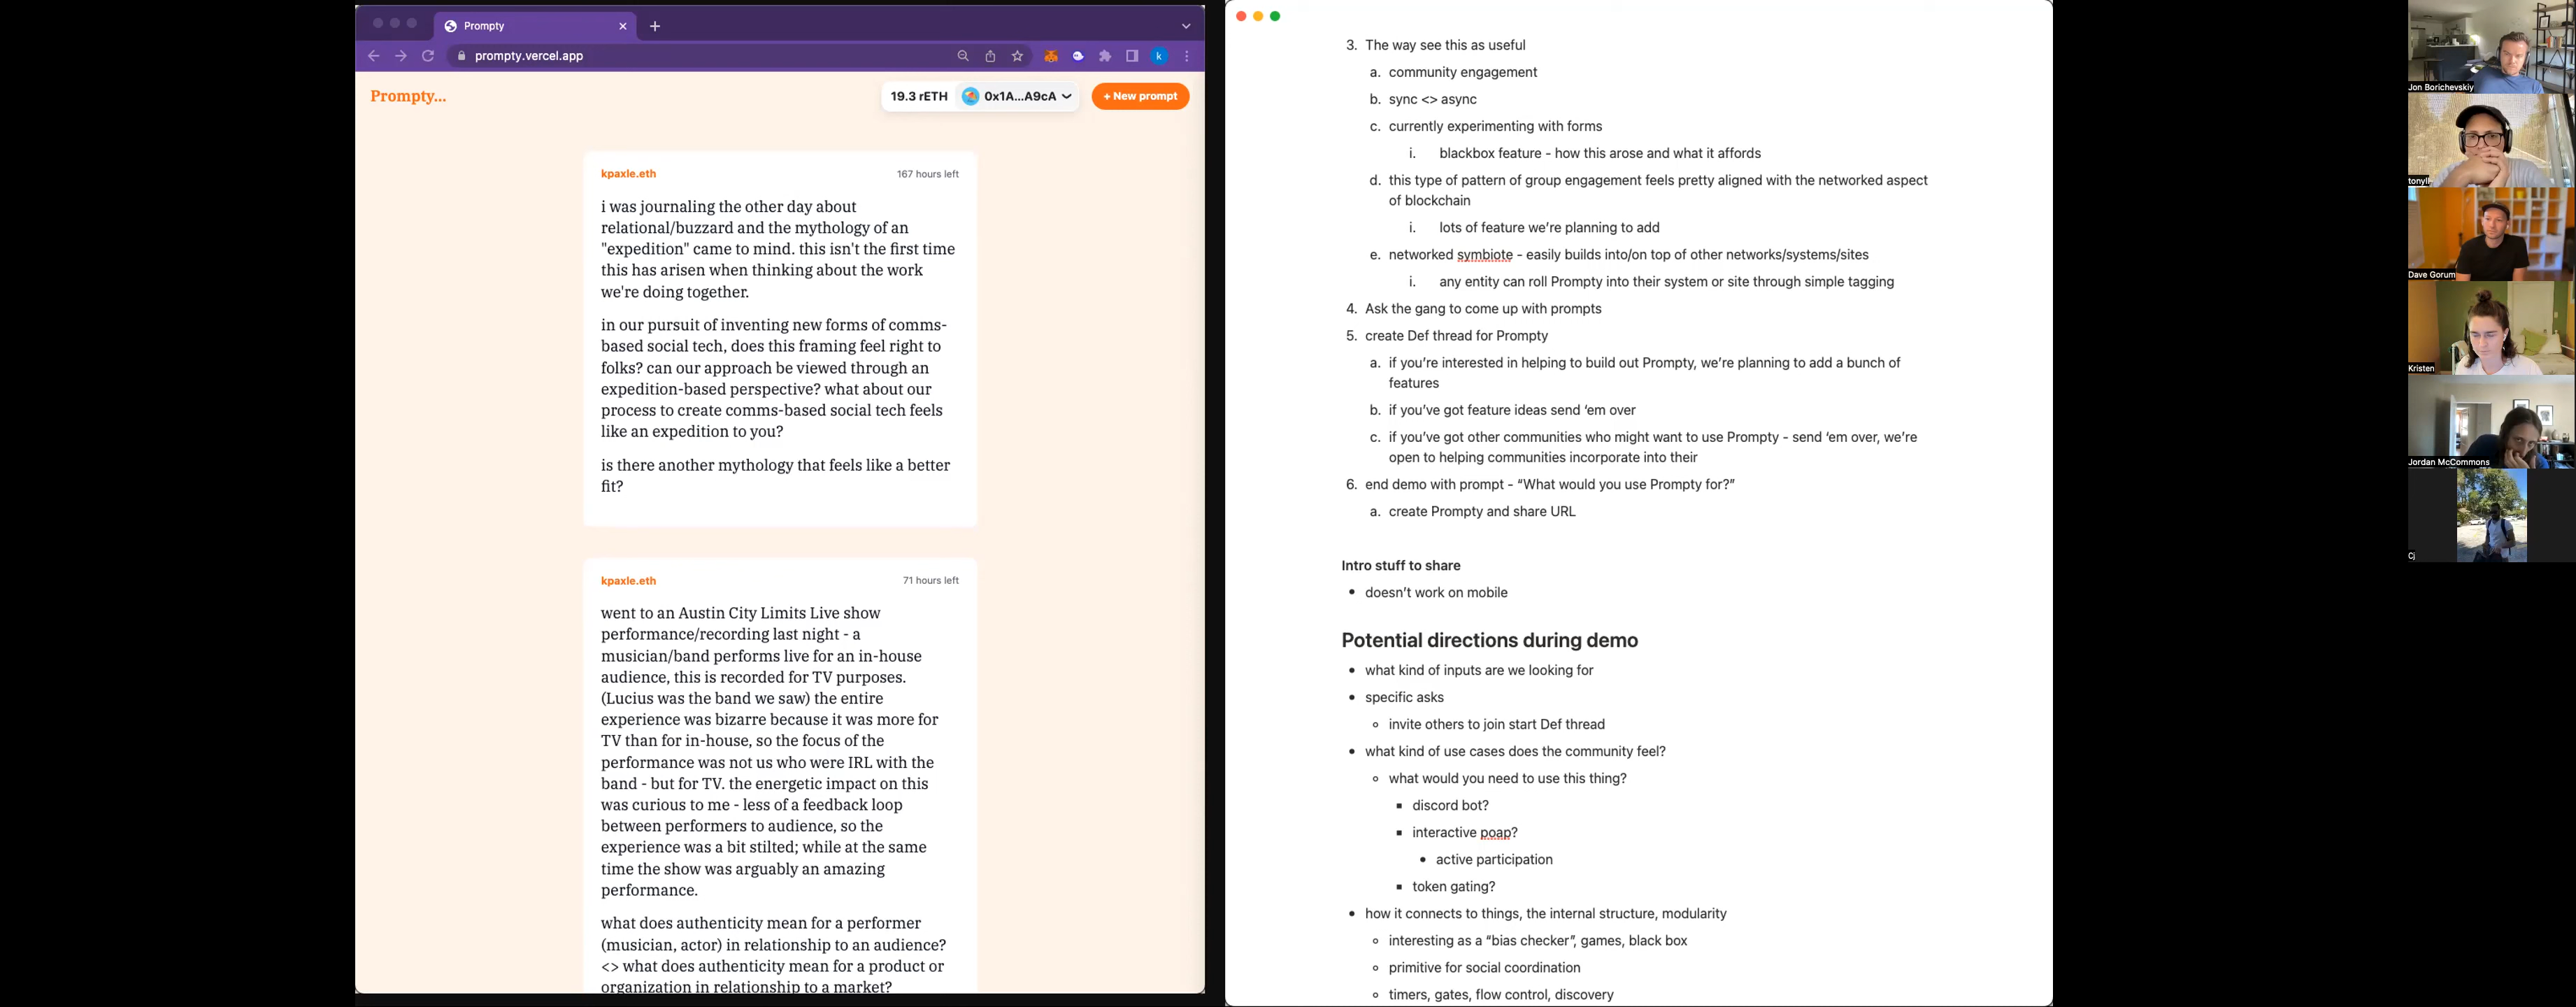 Prompty
prompty.vercel.app
k
Prompty...
19.3 rETH
0x1A...A9cA
+ New prompt
kpaxle.eth
167 hours left
i was journaling the other day about
relational/buzzard and the mythology of an
"expedition" came to mind. this isn't the first time
this has arisen when thinking about the work
we're doing together.
in our pursuit of inventing new forms of comms-
based social tech, does this framing feel right to
folks? can our approach be viewed through an
expedition-based perspective? what about our
process to create comms-based social tech feels
like an expedition to you?
is there another mythology that feels like a better
fit?
kpaxle.eth
71 hours left
went to an Austin City Limits Live show
performance/recording last night - a
musician/band performs live for an in-house
audience, this is recorded for TV purposes.
(Lucius was the band we saw) the entire
experience was bizarre because it was more for
TV than for in-house, so the focus of the
performance was not us who were IRL with the
band - but for TV. the energetic impact on this
was curious to me - less of a feedback loop
between performers to audience, so the
experience was a bit stilted; while at the same
time the show was arguably an amazing
performance.
what does authenticity mean for a performer
(musician, actor) in relationship to an audience?
<> what does authenticity mean for a product or
organization in relationship to a market?
3. The way see this as useful
a. community engagement
b. sync <> async
c. currently experimenting with forms
i. blackbox feature - how this arose and what it affords
d. this type of pattern of group engagement feels pretty aligned with the networked aspect
of blockchain
i. lots of feature we’re planning to add
e. networked symbiote - easily builds into/on top of other networks/systems/sites
i. any entity can roll Prompty into their system or site through simple tagging
4. Ask the gang to come up with prompts
5. create Def thread for Prompty
a. if you’re interested in helping to build out Prompty, we’re planning to add a bunch of
features
b. if you’ve got feature ideas send ‘em over
c. if you’ve got other communities who might want to use Prompty - send ‘em over, we’re
open to helping communities incorporate into their
6. end demo with prompt - “What would you use Prompty for?”
a. create Prompty and share URL
Intro stuff to share
• doesn’t work on mobile
Potential directions during demo
• what kind of inputs are we looking for
• specific asks
◦ invite others to join start Def thread
• what kind of use cases does the community feel?
◦ what would you need to use this thing?
▪ discord bot?
▪ interactive poap?
• active participation
▪ token gating?
• how it connects to things, the internal structure, modularity
◦ interesting as a “bias checker”, games, black box
◦ primitive for social coordination
◦ timers, gates, flow control, discovery
Jon Borichevskiy
tonyll
Dave Gorum
Kristen
Jordan McCommons
Cj